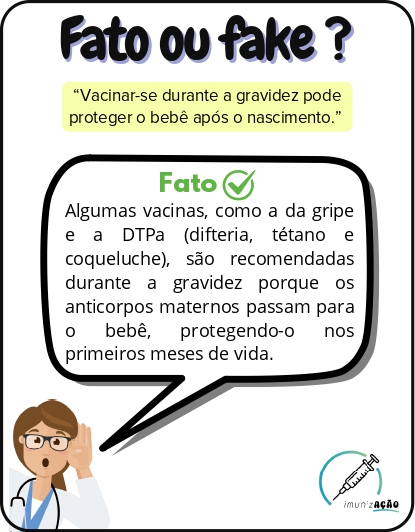 Fato ou fake ?
“Vacinar-se durante a gravidez pode
proteger o bebê após o nascimento.”
Fato
Algumas vacinas, como a da gripe
e a DTPa (difteria, tétano e
coqueluche), são recomendadas
durante a gravidez porque os
anticorpos maternos passam para
o bebê, protegendo-o nos
primeiros meses de vida.
imunizAÇÃO